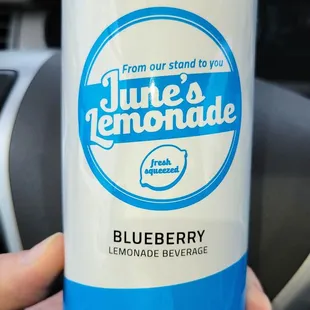 From our stand to you
June's
Lemonade
fresh
squeezed
BLUEBERRY
LEMONADE BEVERAGE